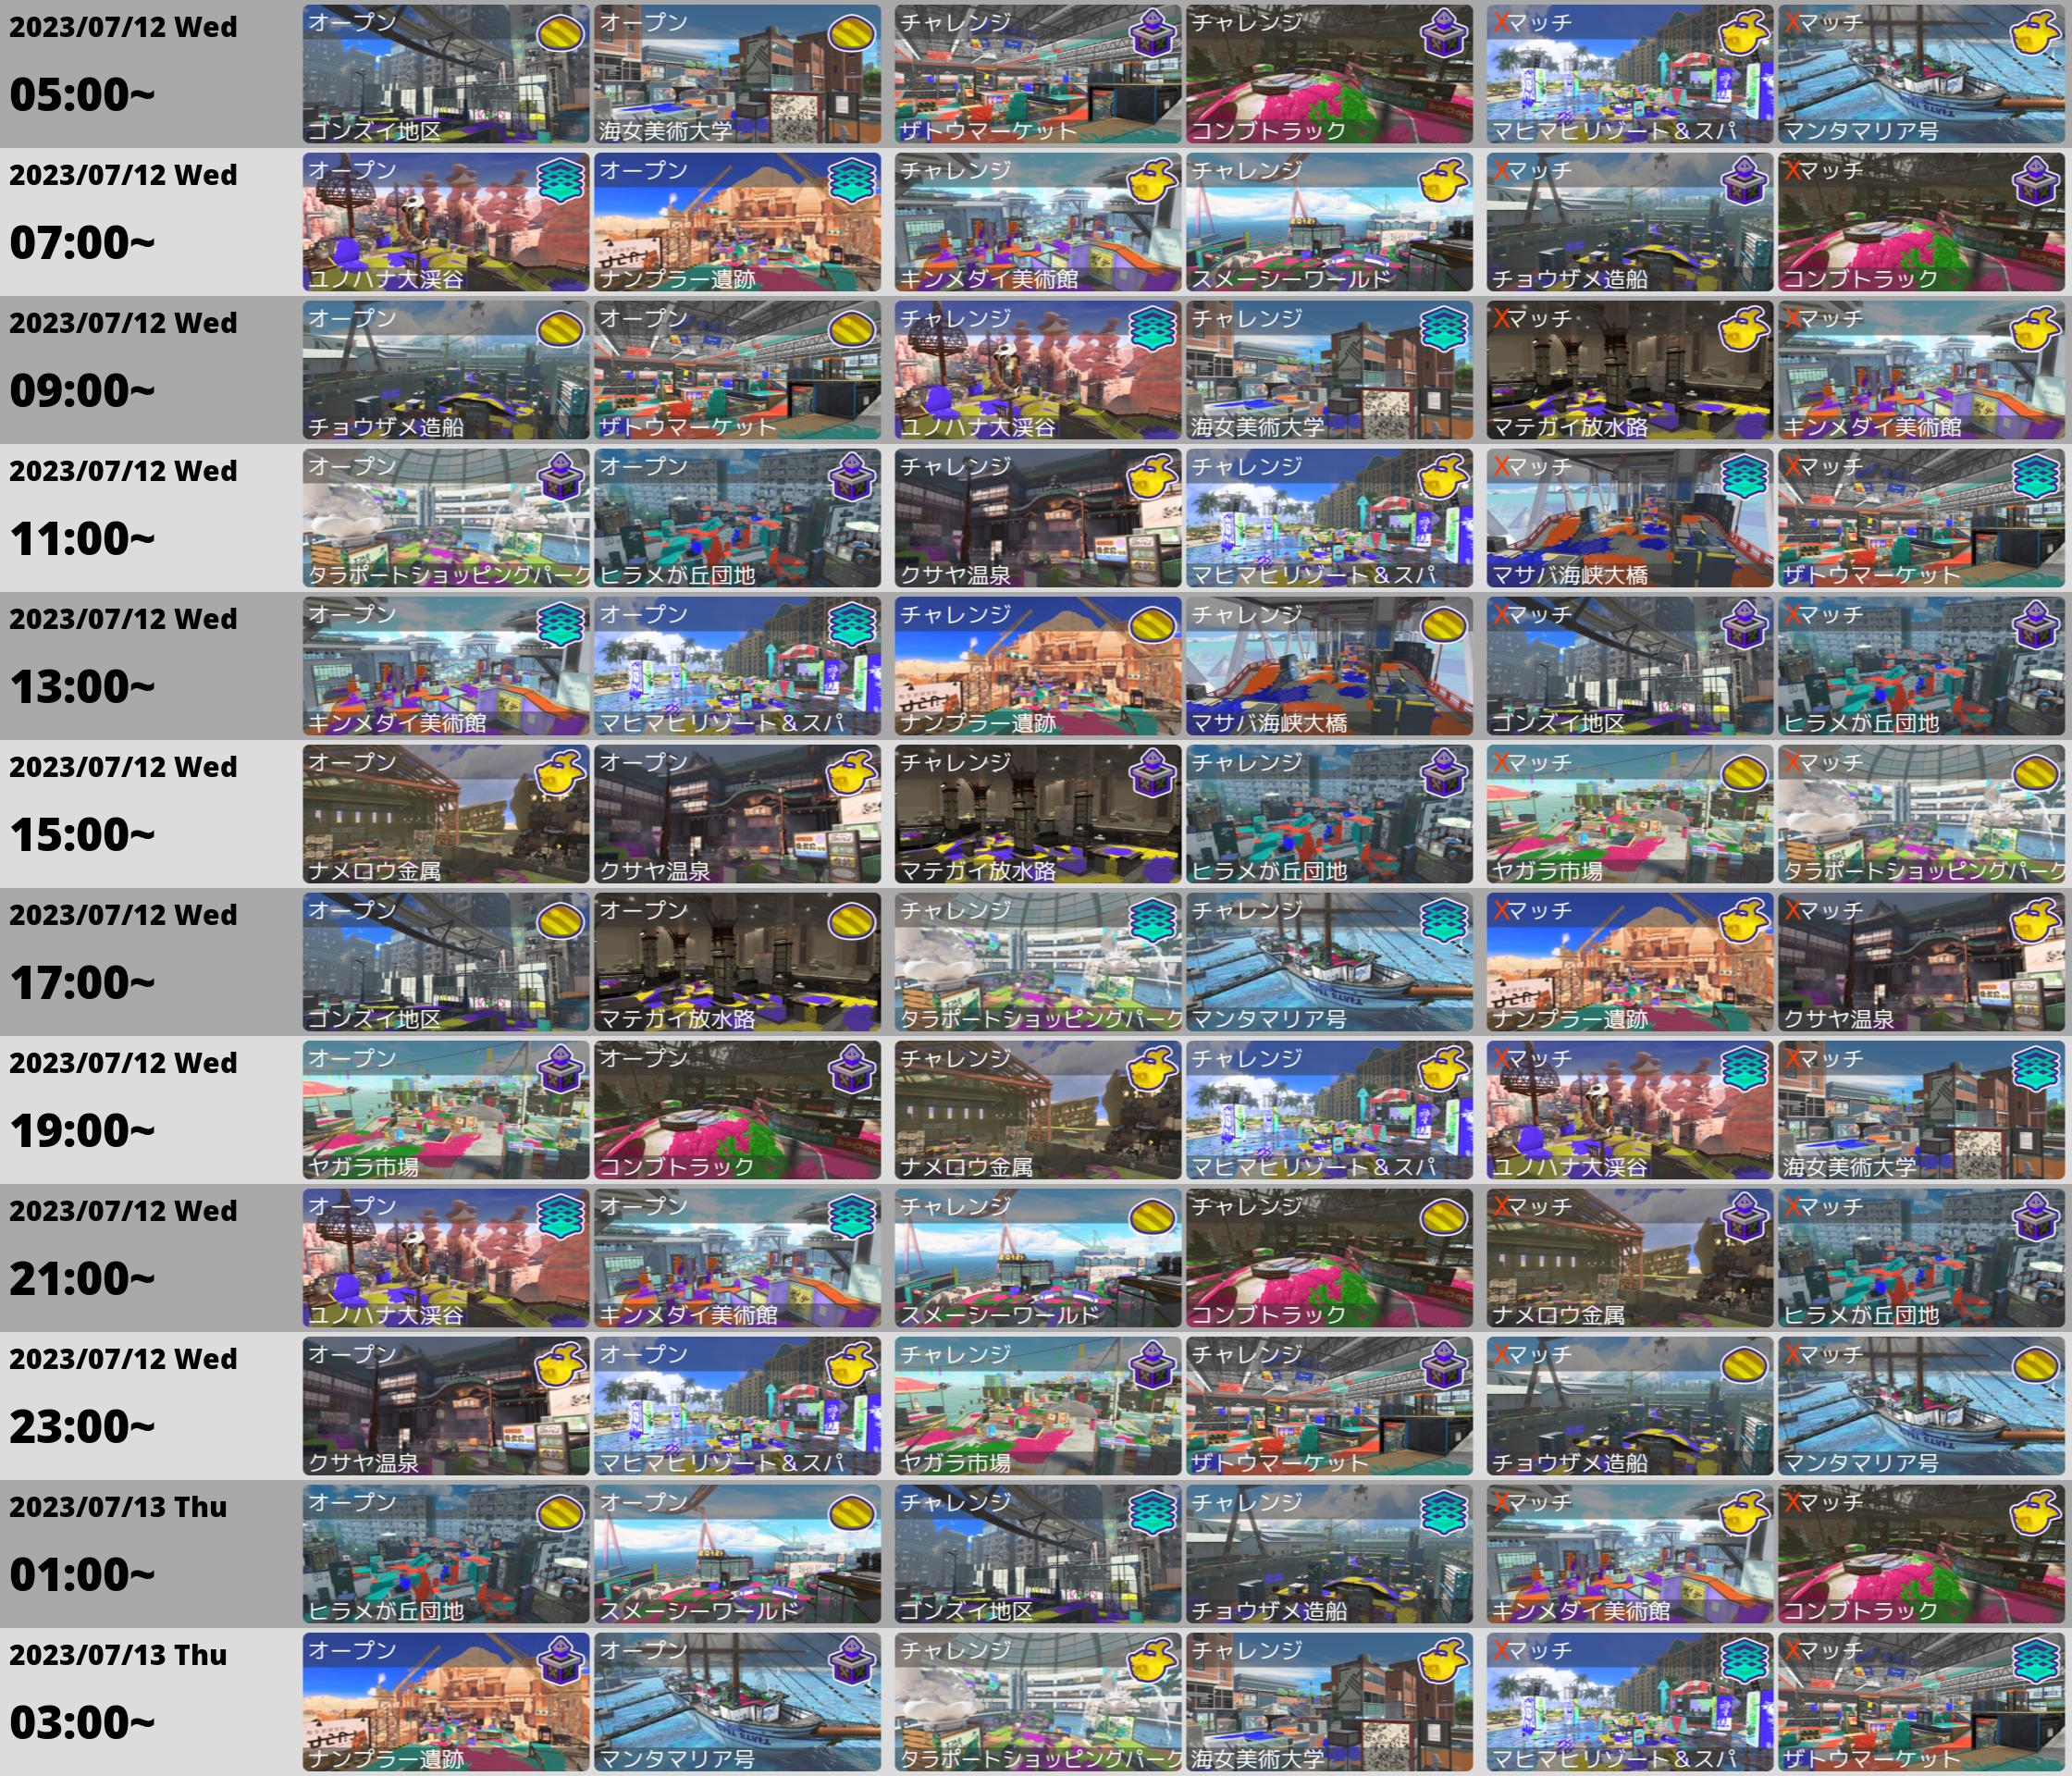 2023/07/12 Wed
05:00~
オープン オープン チャレンジ チャレンジ Xマッチ Xマッチ
ゴンズイ地区 海女美術大学 ザトウマーケット コンブトラック マヒマヒリゾート＆スパ マンタマリア号
2023/07/12 Wed
07:00~
オープン オープン チャレンジ チャレンジ Xマッチ Xマッチ
ユノハナ大渓谷 ナンプラー遺跡 キンメダイ美術館 スメーシーワールド チョウザメ造船 コンブトラック
2023/07/12 Wed
09:00~
オープン オープン チャレンジ チャレンジ Xマッチ Xマッチ
チョウザメ造船 ザトウマーケット ユノハナ大渓谷 海女美術大学 マテガイ放水路 キンメダイ美術館
2023/07/12 Wed
11:00~
オープン オープン チャレンジ チャレンジ Xマッチ Xマッチ
タラポートショッピングパーク ヒラメが丘団地 クサヤ温泉 マヒマヒリゾート＆スパ マサバ海峡大橋 ザトウマーケット
2023/07/12 Wed
13:00~
オープン オープン チャレンジ チャレンジ Xマッチ Xマッチ
キンメダイ美術館 マヒマヒリゾート＆スパ ナンプラー遺跡 マサバ海峡大橋 ゴンズイ地区 ヒラメが丘団地
2023/07/12 Wed
15:00~
オープン オープン チャレンジ チャレンジ Xマッチ Xマッチ
ナメロウ金属 クサヤ温泉 マテガイ放水路 ヒラメが丘団地 ヤガラ市場 タラポートショッピングパーク
2023/07/12 Wed
17:00~
オープン オープン チャレンジ チャレンジ Xマッチ Xマッチ
ゴンズイ地区 マテガイ放水路 タラポートショッピングパーク マンタマリア号 ナンプラー遺跡 クサヤ温泉
2023/07/12 Wed
19:00~
オープン オープン チャレンジ チャレンジ Xマッチ Xマッチ
ヤガラ市場 コンブトラック ナメロウ金属 マヒマヒリゾート＆スパ ユノハナ大渓谷 海女美術大学
2023/07/12 Wed
21:00~
オープン オープン チャレンジ チャレンジ Xマッチ Xマッチ
ユノハナ大渓谷 キンメダイ美術館 スメーシーワールド コンブトラック ナメロウ金属 ヒラメが丘団地
2023/07/12 Wed
23:00~
オープン オープン チャレンジ チャレンジ Xマッチ Xマッチ
クサヤ温泉 マヒマヒリゾート＆スパ ヤガラ市場 ザトウマーケット チョウザメ造船 マンタマリア号
2023/07/13 Thu
01:00~
オープン オープン チャレンジ チャレンジ Xマッチ Xマッチ
ヒラメが丘団地 スメーシーワールド ゴンズイ地区 チョウザメ造船 キンメダイ美術館 コンブトラック
2023/07/13 Thu
03:00~
オープン オープン チャレンジ チャレンジ Xマッチ Xマッチ
ナンプラー遺跡 マンタマリア号 タラポートショッピングパーク 海女美術大学 マヒマヒリゾート＆スパ ザトウマーケット